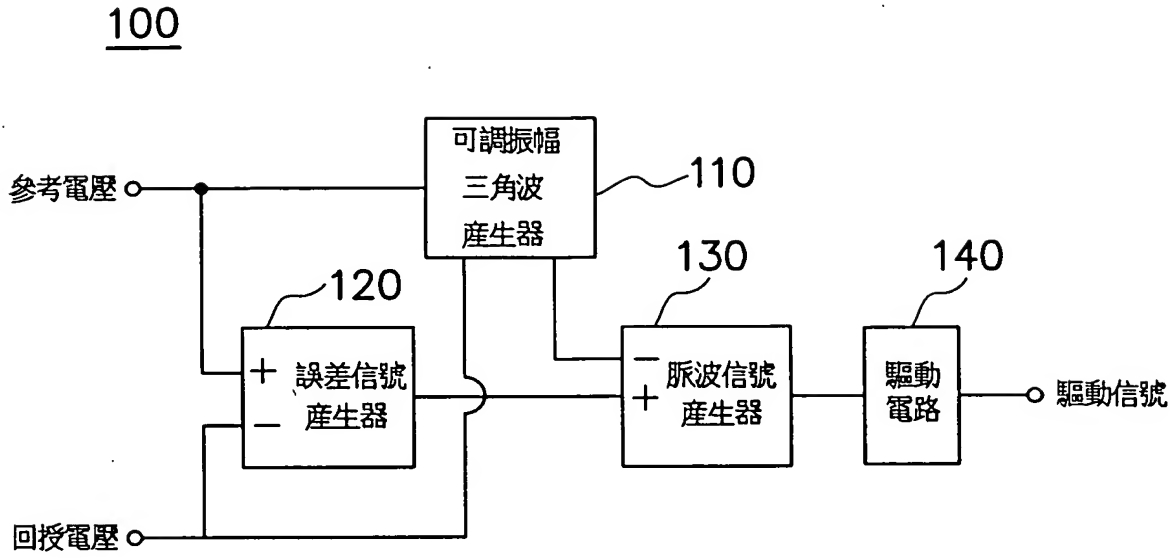 100
可調振幅
三角波
產生器
110
參考電壓
120
130
140
+
誤差信號
產生器
−
−
脈波信號
+
產生器
驅動
電路
驅動信號
回授電壓